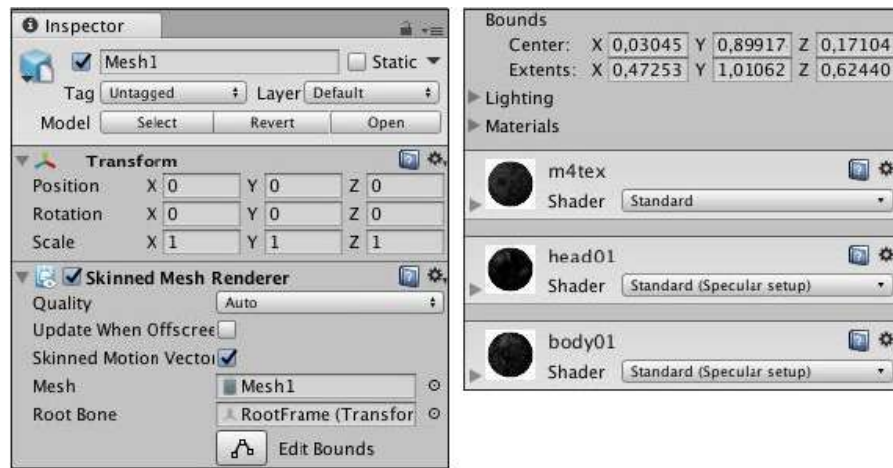 Inspector
Mesh1 Static
Tag Untagged Layer Default
Model Select Revert Open
Transform
Position X 0 Y 0 Z 0
Rotation X 0 Y 0 Z 0
Scale X 1 Y 1 Z 1
Skinned Mesh Renderer
Quality Auto
Update When Offscree
Skinned Motion Vector
Mesh Mesh1
Root Bone RootFrame (Transfor
Edit Bounds
Bounds
Center: X 0,03045 Y 0,89917 Z 0,17104
Extents: X 0,47253 Y 1,01062 Z 0,62440
Lighting
Materials
m4tex
Shader Standard
head01
Shader Standard (Specular setup)
body01
Shader Standard (Specular setup)